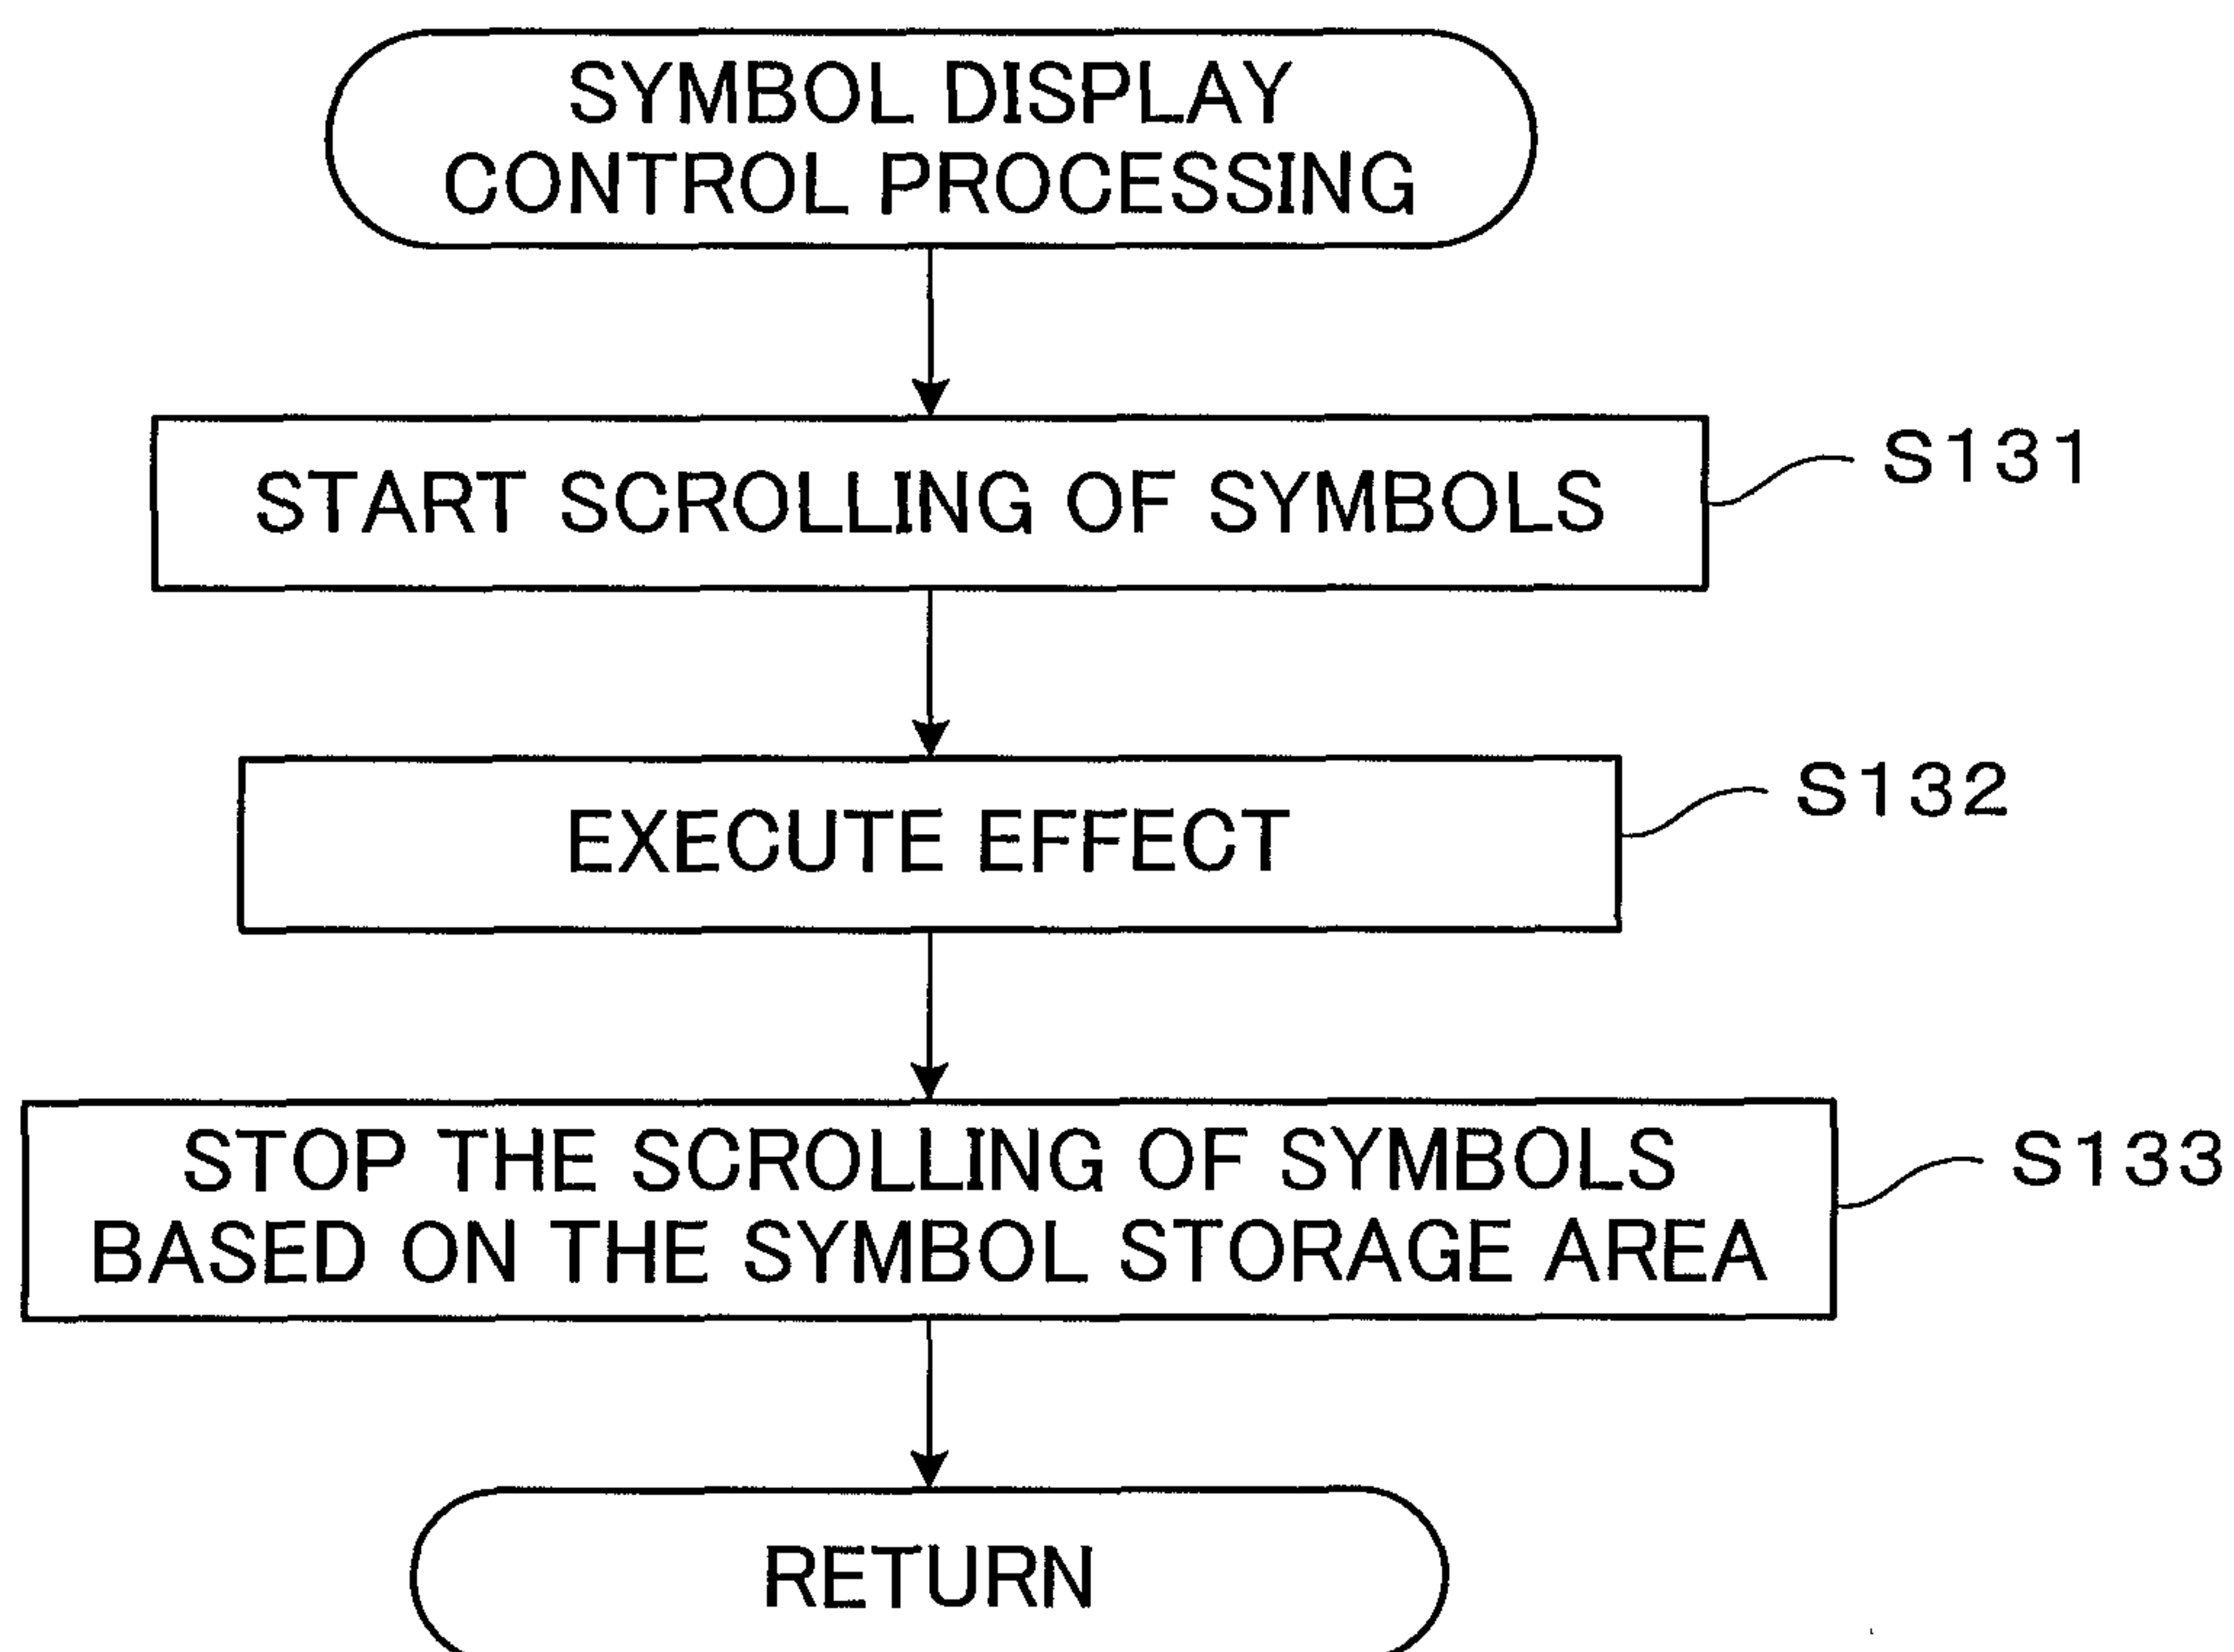 SYMBOL DISPLAY
CONTROL PROCESSING
START SCROLLING OF SYMBOLS
S131
EXECUTE EFFECT
S132
STOP THE SCROLLING OF SYMBOLS
BASED ON THE SYMBOL STORAGE AREA
S133
RETURN